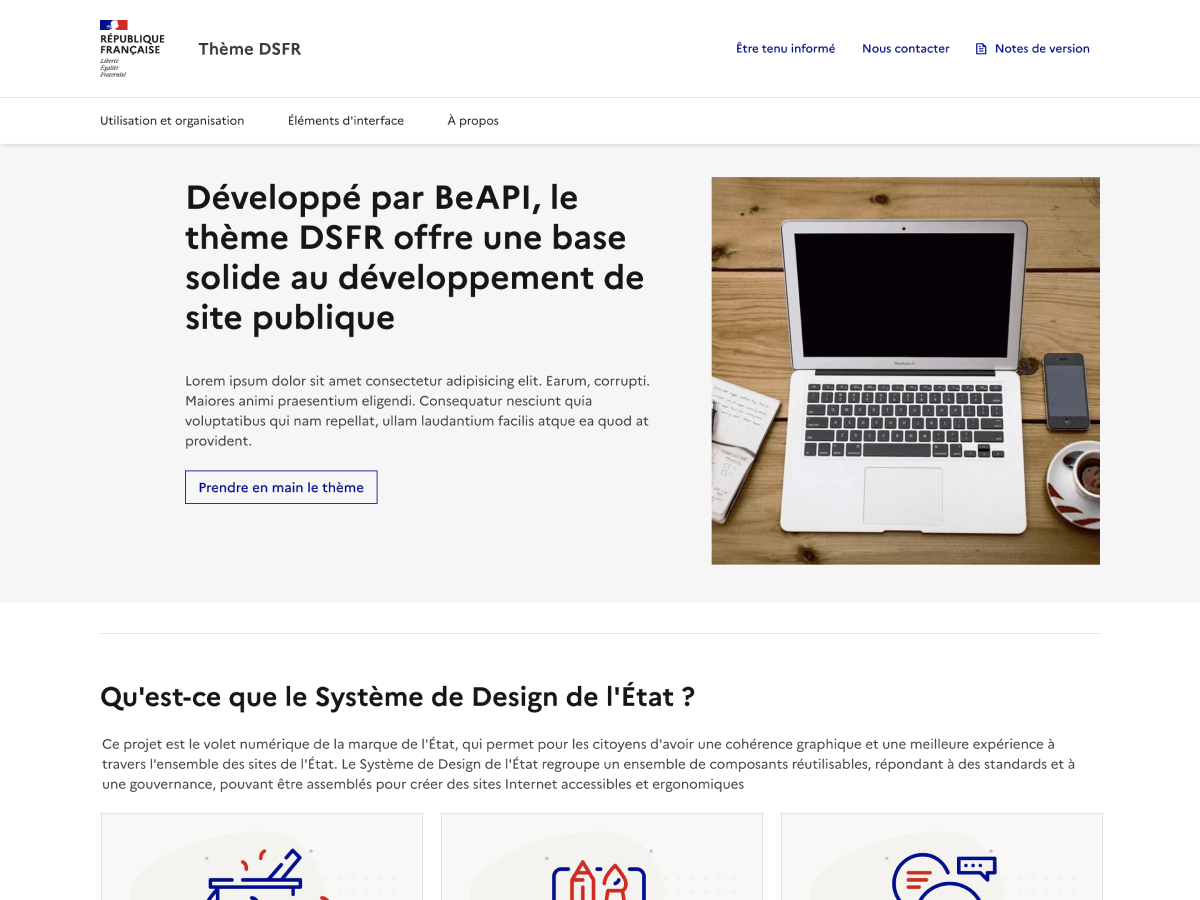 RÉPUBLIQUE
FRANÇAISE
Liberté
Égalité
Fraternité
Thème DSFR
Être tenu informé
Nous contacter
Notes de version
Utilisation et organisation
Éléments d'interface
À propos
Développé par BeAPI, le
thème DSFR offre une base
solide au développement de
site publique
Lorem ipsum dolor sit amet consectetur adipisicing elit. Earum, corrupti.
Maiores animi praesentium eligendi. Consequatur nesciunt quia
voluptatibus qui nam repellat, ullam laudantium facilis atque ea quod at
provident.
Prendre en main le thème
Qu'est-ce que le Système de Design de l'État ?
Ce projet est le volet numérique de la marque de l'État, qui permet pour les citoyens d'avoir une cohérence graphique et une meilleure expérience à
travers l'ensemble des sites de l'État. Le Système de Design de l'État regroupe un ensemble de composants réutilisables, répondant à des standards et à
une gouvernance, pouvant être assemblés pour créer des sites Internet accessibles et ergonomiques